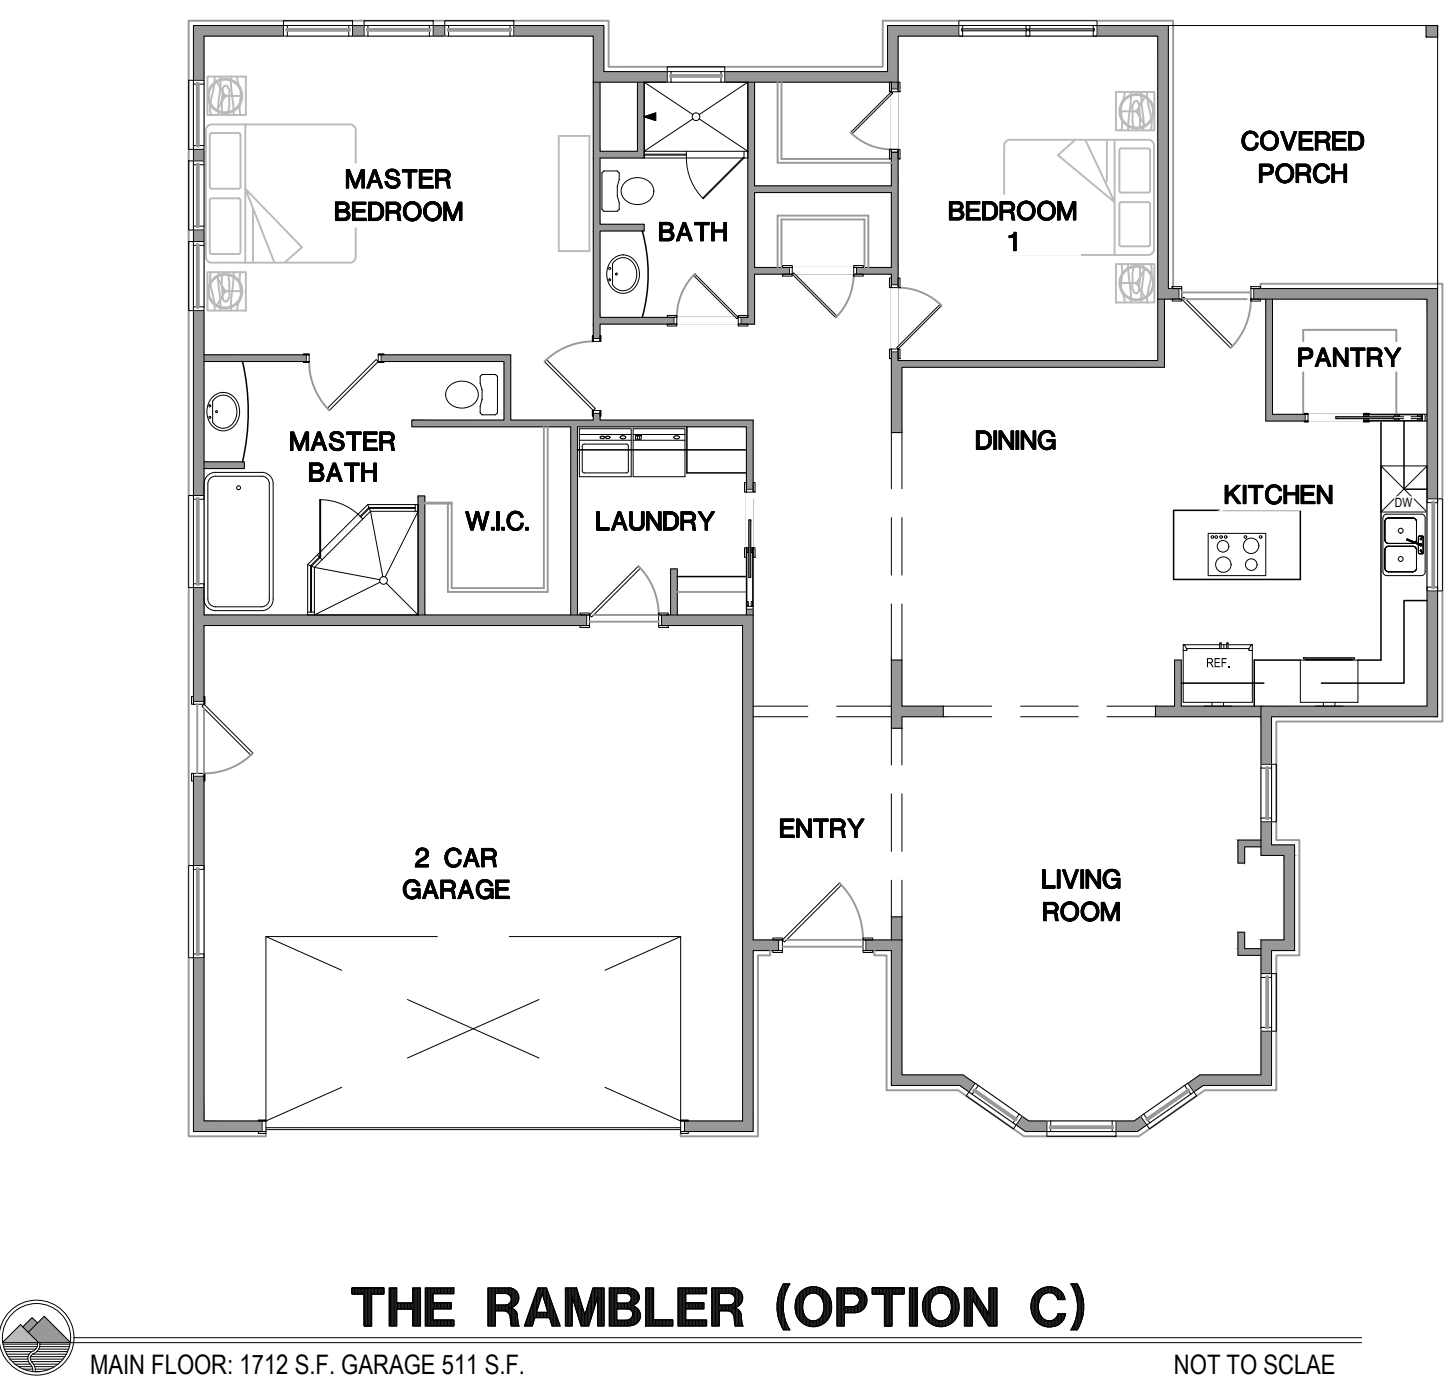 MASTER
BEDROOM
BATH
BEDROOM
1
COVERED
PORCH
PANTRY
DINING
KITCHEN
DW
MASTER
BATH
W.I.C.
LAUNDRY
REF.
ENTRY
2 CAR
GARAGE
LIVING
ROOM
THE RAMBLER (OPTION C)
MAIN FLOOR: 1712 S.F. GARAGE 511 S.F.
NOT TO SCLAE